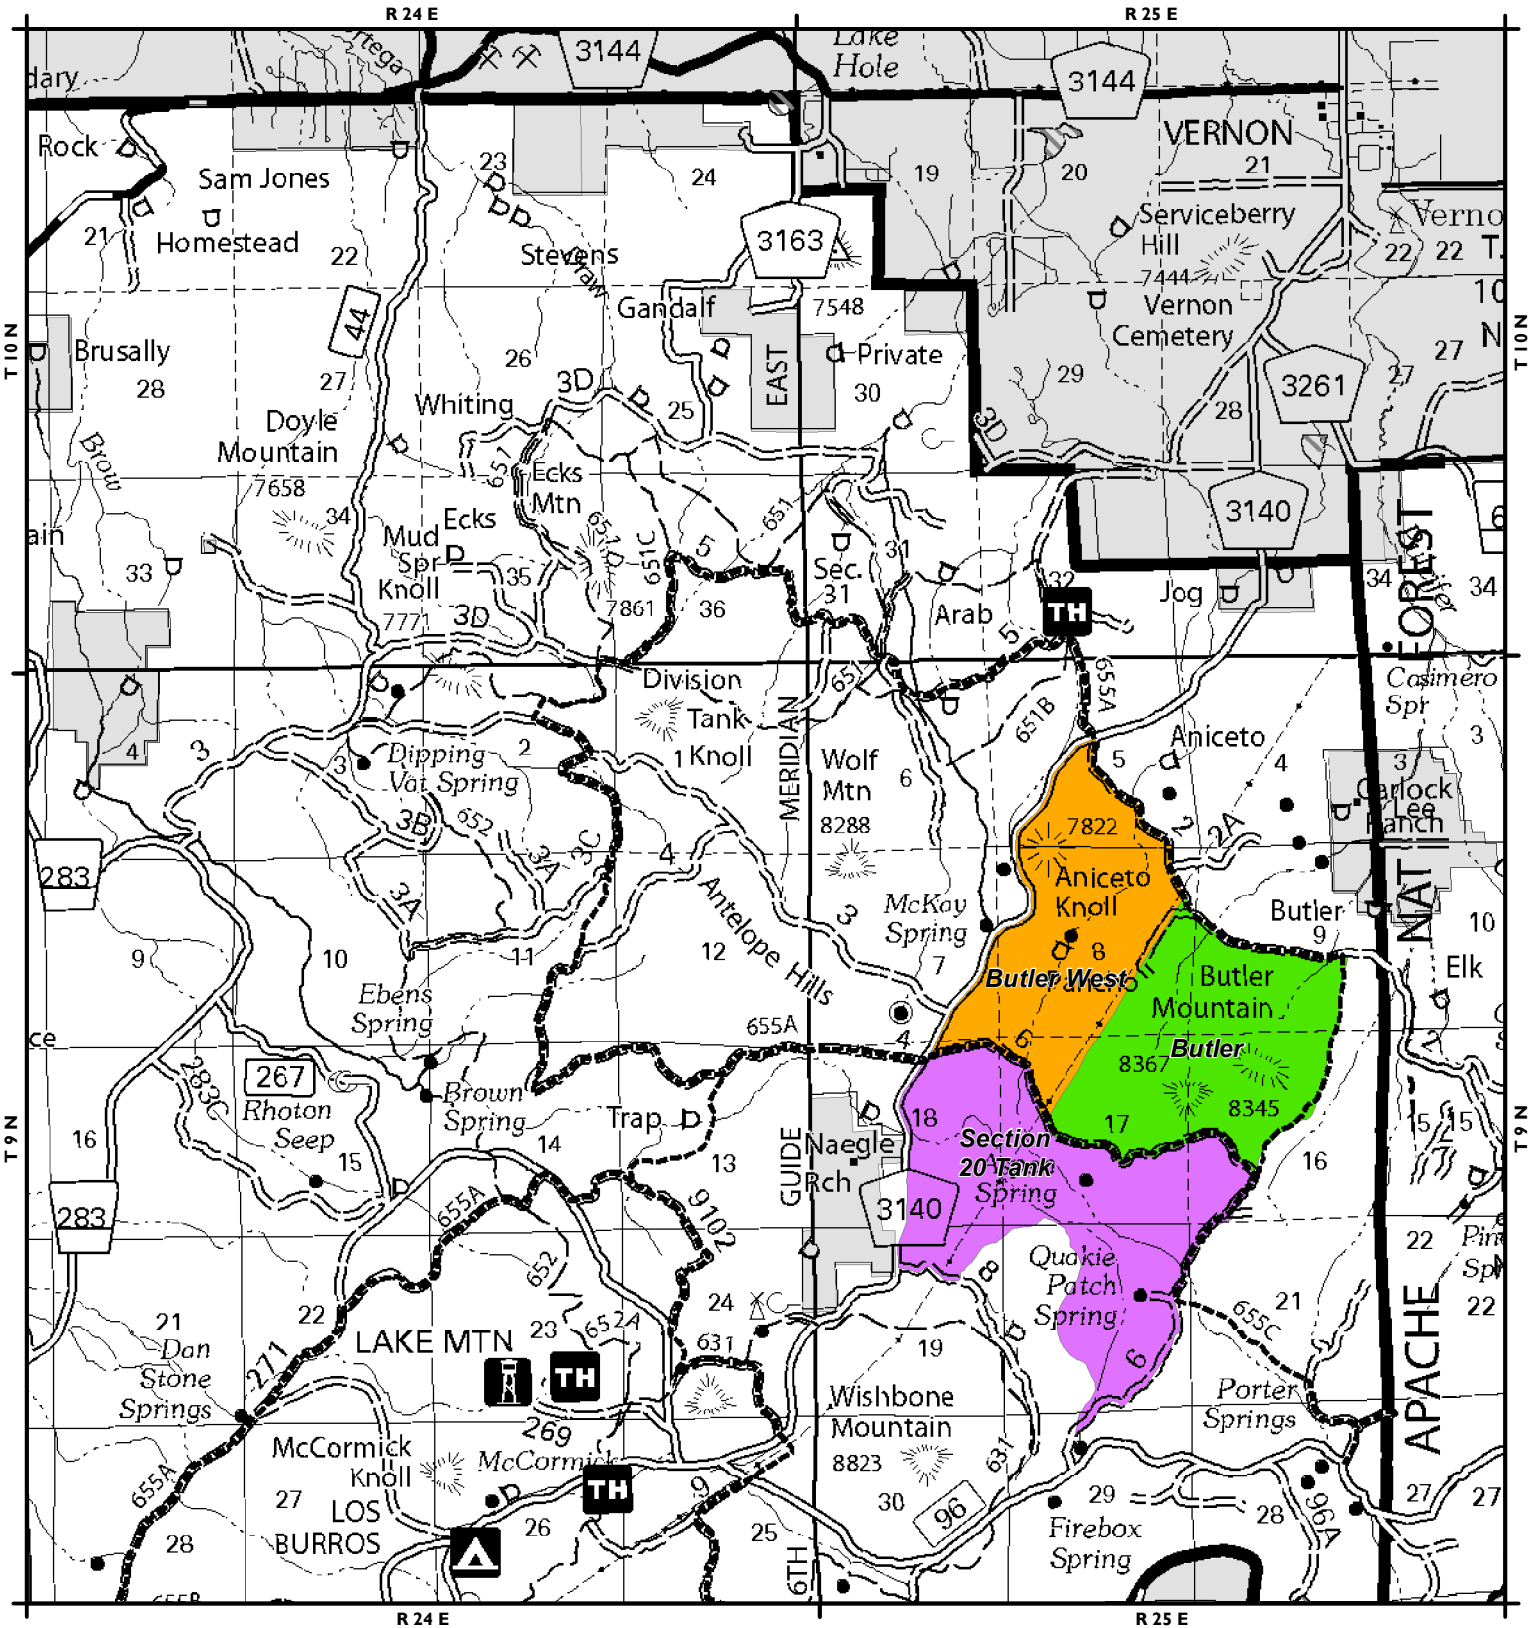 R 24 E
R 25 E
Lake
Hole
3144
3144
VERNON
Rock
Sam Jones
23
24
19
20
21
Serviceberry
Hill
21
Homestead
22
Stevens
Draw
3163
7444
22
22
T.
10
N
Gandalf
7548
Vernon
Cemetery
T 10 N
44
Brusally
28
27
26
EAST
Private
30
29
3261
27
27
T 10 N
3D
25
28
Whiting
Doyle
Mountain
7658
3D
Brow
651
Ecks
Mtn
651
34
Mud
Spr
Knoll
7771
Ecks
35
651D
651C
5
31
3140
FOREST
33
Sec.
31
32
34
34
7861
36
Arab
TH
Jog
3D
5
Division
Tank
Knoll
1
655A
651B
Casimero
Spr
4
3
3
Dipping
Vat Spring
2
MERIDIAN
Wolf
Mtn
8288
6
5
Aniceto
4
3
3
Carlock
Lee
Ranch
3B
652
3A
3C
4
7822
2
2A
283
3A
Antelope Hills
3
McKay
Spring
Aniceto
Knoll
Butler
9
10
NAT
9
10
11
12
7
8
Butler West
Butler
Mountain
Elk
Ebens
Spring
655A
4
6
8367
Butler
8345
267
283C
Rhoton
Seep
Brown
Spring
Trap
18
17
15
15
T 9 N
16
15
14
13
GUIDE
Naegle
Rch
Section
20 Tank
Spring
16
T 9 N
283
655A
9102
3140
652
Quakie
Patch
Spring
8
22
21
22
LAKE MTN
23
652A
24
631
19
655C
21
22
Dan
Stone
Springs
271
TH
269
Wishbone
Mountain
8823
6
Porter
Springs
APACHE
McCormick
Knoll
McCormick
TH
655A
27
LOS
BURROS
26
9
25
30
631
96
29
28
96A
27
27
28
Firebox
Spring
6TH
R 24 E
R 25 E